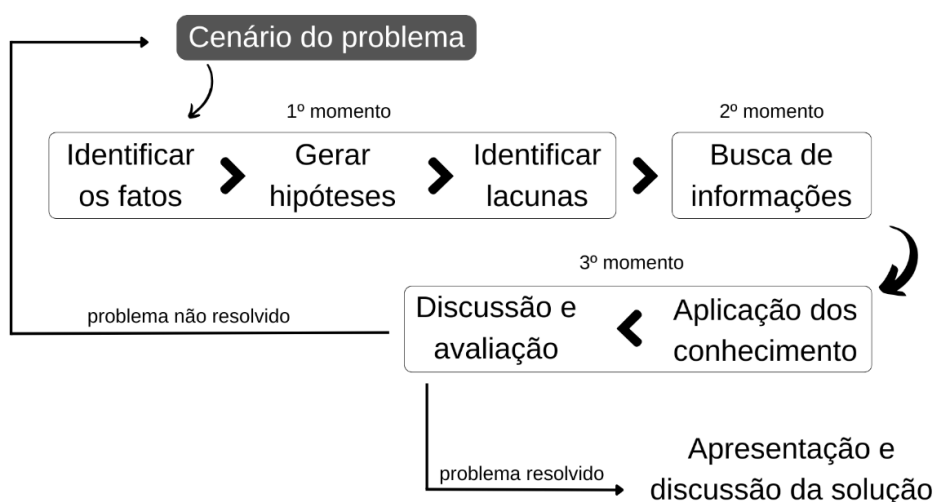 Cenário do problema
1º momento
Identificar
os fatos
Gerar
hipóteses
Identificar
lacunas
2º momento
Busca de
informações
3º momento
Aplicação dos
conhecimento
Discussão e
avaliação
problema não resolvido
problema resolvido
Apresentação e
discussão da solução